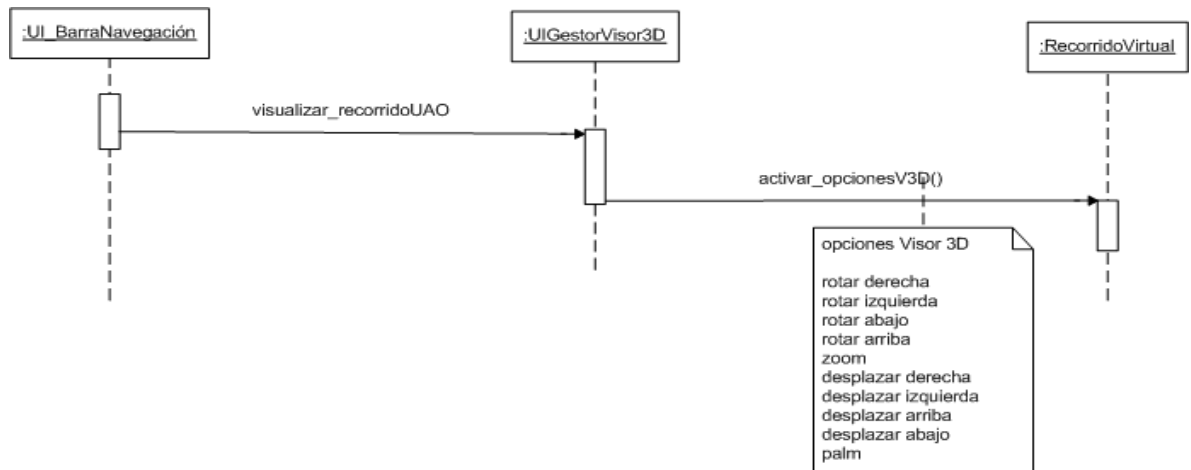 :UI_BarraNavegación
:UIGestorVisor3D
:RecorridoVirtual
visualizar_recorridoUAO
activar_opcionesV3D()
opciones Visor 3D
rotar derecha
rotar izquierda
rotar abajo
rotar arriba
zoom
desplazar derecha
desplazar izquierda
desplazar arriba
desplazar abajo
palm